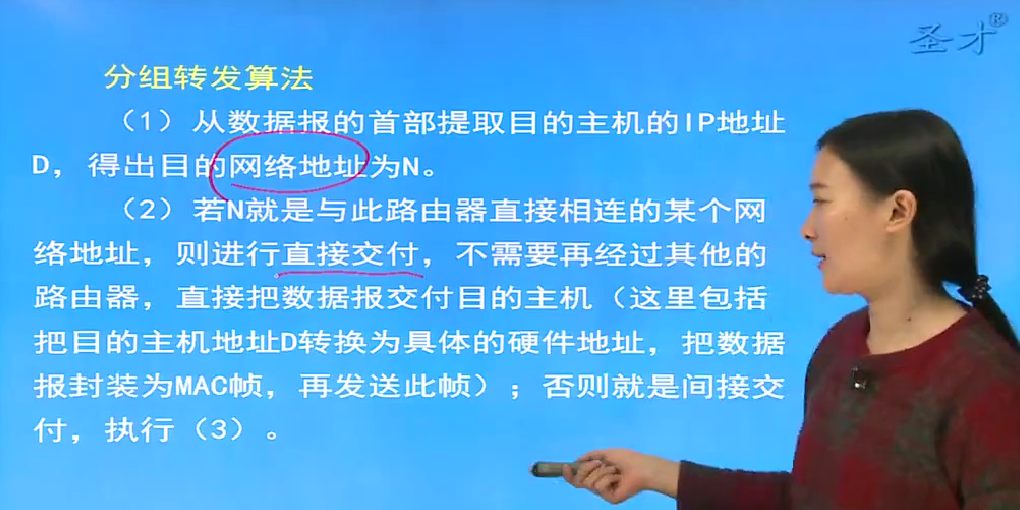 圣才®
分组转发算法
（1）从数据报的首部提取目的主机的IP地址
D，得出目的网络地址为N。
（2）若N就是与此路由器直接相连的某个网
络地址，则进行直接交付，不需要再经过其他的
路由器，直接把数据报交付目的主机（这里包括
把目的主机地址D转换为具体的硬件地址，把数据
报封装为MAC帧，再发送此帧）；否则就是间接交
付，执行（3）。